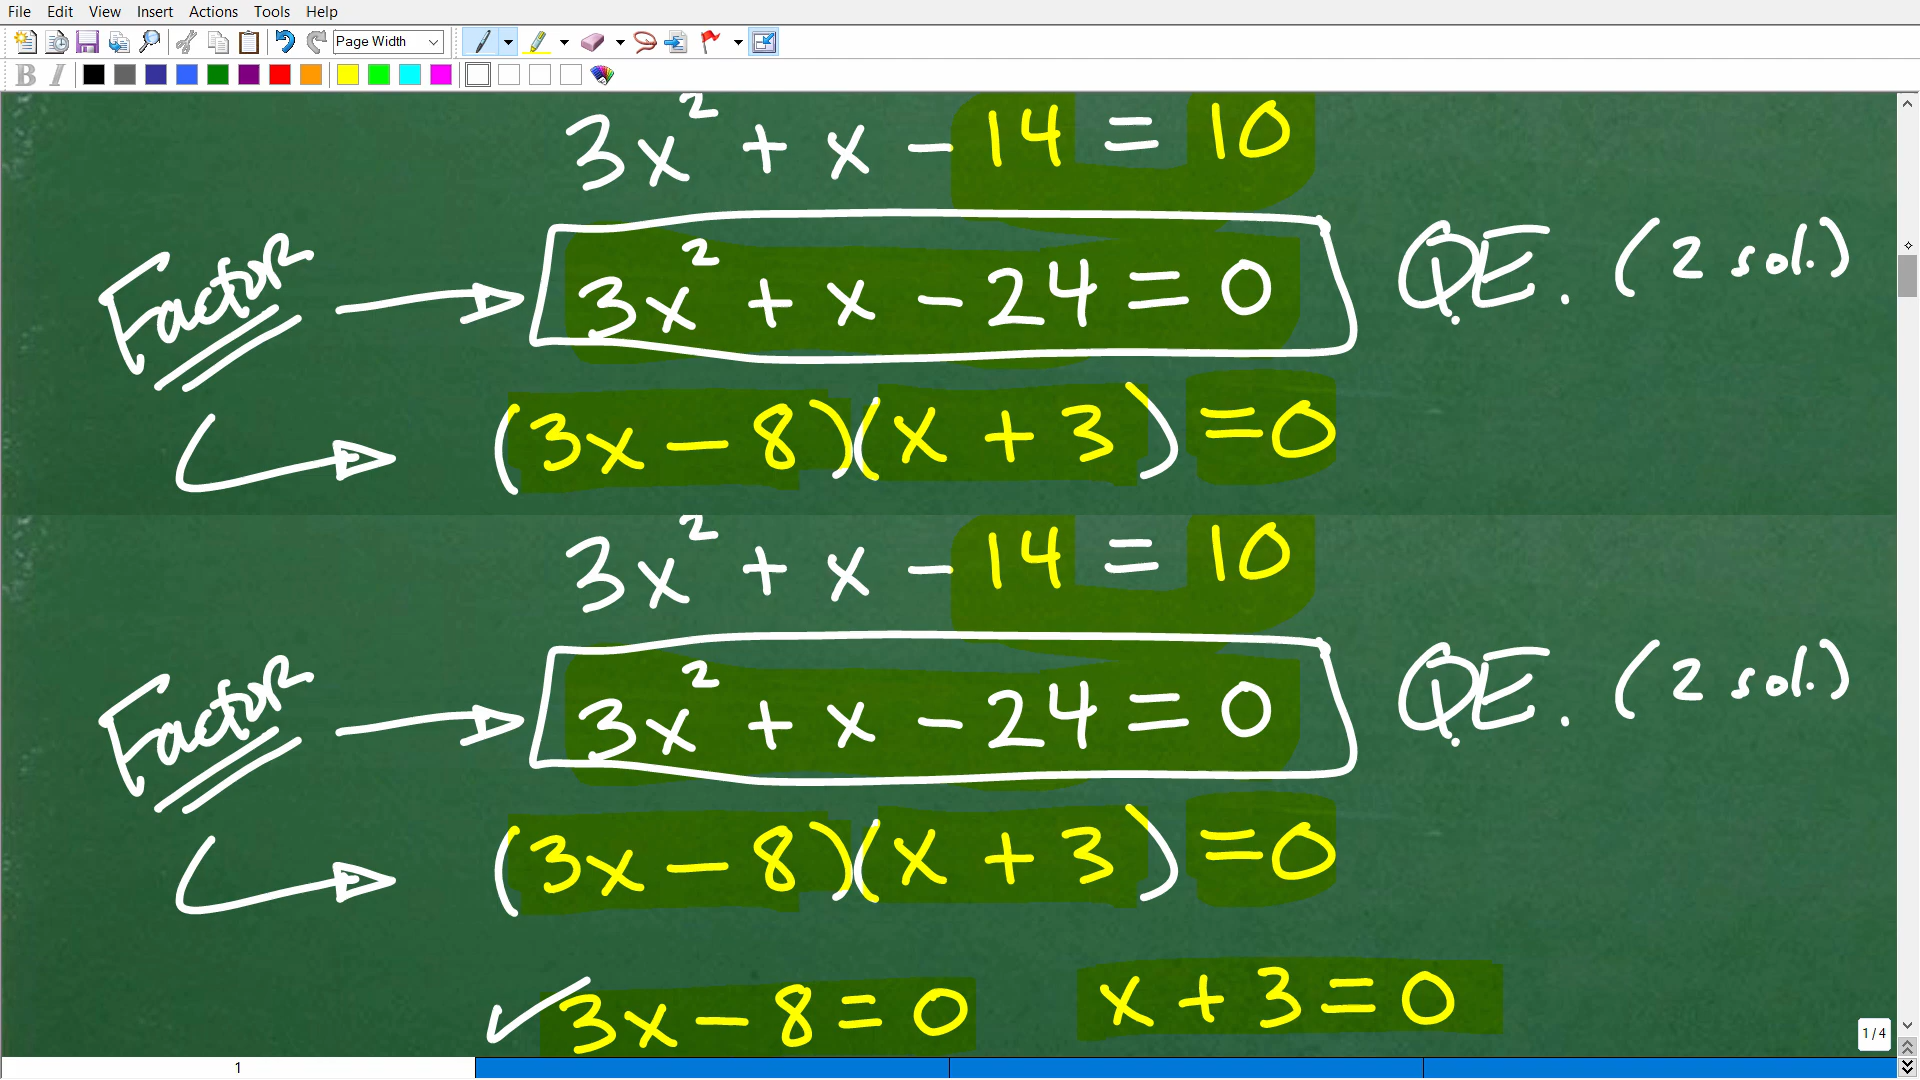 File Edit View Insert Actions Tools Help
Page Width
B I
3x² + x - 14 = 10
Factor
3x² + x - 24 = 0
QE. (2 sol.)
(3x - 8)(x + 3) = 0
3x² + x - 14 = 10
Factor
3x² + x - 24 = 0
QE. (2 sol.)
(3x - 8)(x + 3) = 0
✓ 3x - 8 = 0 x + 3 = 0
1 / 4
1